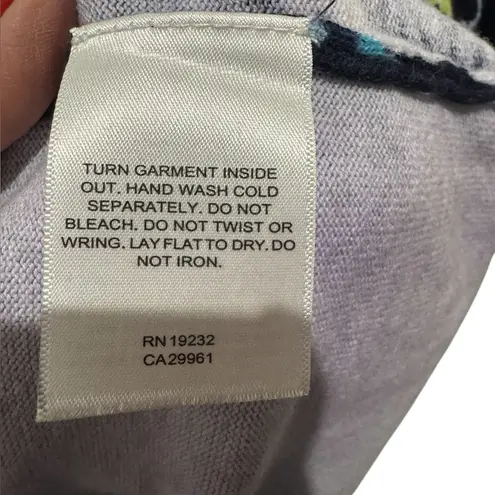 TURN GARMENT INSIDE
OUT. HAND WASH COLD
SEPARATELY. DO NOT
BLEACH. DO NOT TWIST OR
WRING. LAY FLAT TO DRY. DO
NOT IRON.
RN 19232
CA29961